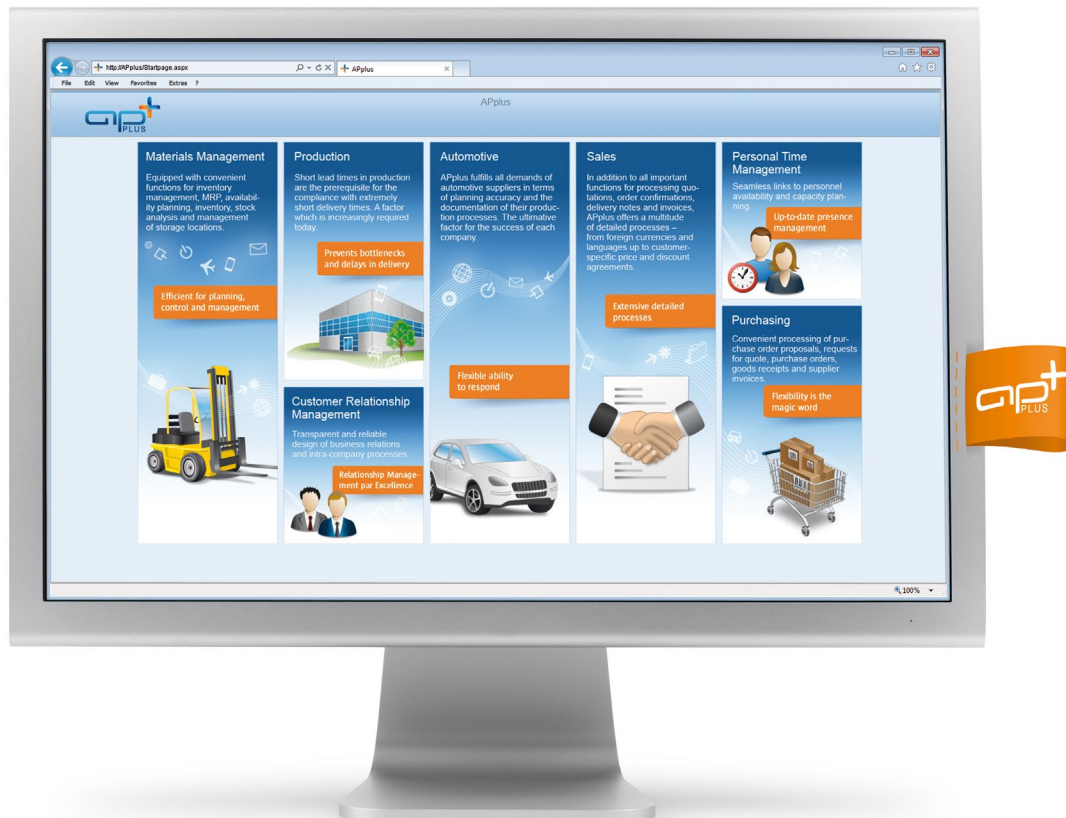 http://APplus/Startpage.aspx
APplus
File Edit View Favorites Extras ?
ap+
PLUS
APplus
Materials Management
Equipped with convenient
functions for inventory
management, MRP, availabil-
ity planning, inventory, stock
analysis and management
of storage locations.
Efficient for planning,
control and management
Production
Short lead times in production
are the prerequisite for the
compliance with extremely
short delivery times. A factor
which is increasingly required
today.
Prevents bottlenecks
and delays in delivery
Customer Relationship
Management
Transparent and reliable
design of business relations
and intra-company processes.
Relationship Manage-
ment par Excellence
Automotive
APplus fulfills all demands of
automotive suppliers in terms
of planning accuracy and the
documentation of their produc-
tion processes. The ultimative
factor for the success of each
company.
Flexible ability
to respond
Sales
In addition to all important
functions for processing quo-
tations, order confirmations,
delivery notes and invoices,
APplus offers a multitude
of detailed processes –
from foreign currencies and
languages up to customer-
specific price and discount
agreements.
Extensive detailed
processes
Personal Time
Management
Seamless links to personnel
availability and capacity plan-
ning.
Up-to-date presence
management
Purchasing
Convenient processing of pur-
chase order proposals, requests
for quote, purchase orders,
goods receipts and supplier
invoices.
Flexibility is the
magic word
ap+
PLUS
100%